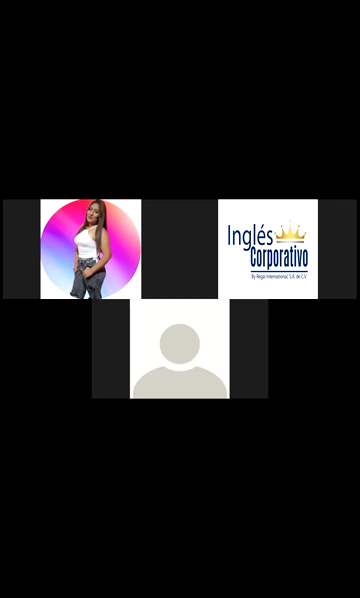 Inglés
Corporativo
By Regal International, S.A. de C.V.